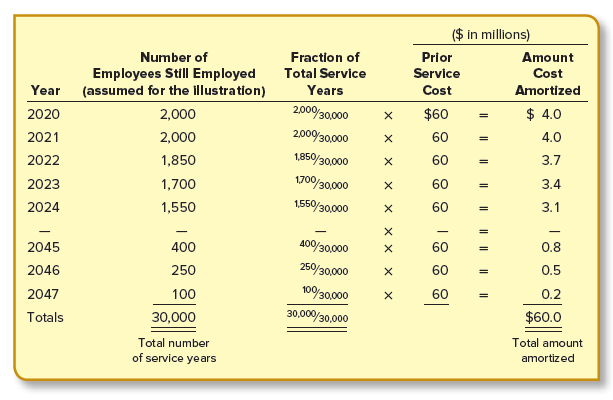 ($ in millions)
Number of Fraction of Prior Amount
Employees Still Employed Total Service Service Cost
Year (assumed for the illustration) Years Cost Amortized
2020 2,000 2,000/30,000 × $60 = $ 4.0
2021 2,000 2,000/30,000 × 60 = 4.0
2022 1,850 1,850/30,000 × 60 = 3.7
2023 1,700 1,700/30,000 × 60 = 3.4
2024 1,550 1,550/30,000 × 60 = 3.1
— — — × — = —
2045 400 400/30,000 × 60 = 0.8
2046 250 250/30,000 × 60 = 0.5
2047 100 100/30,000 × 60 = 0.2
Totals 30,000 30,000/30,000 $60.0
Total number Total amount
of service years amortized